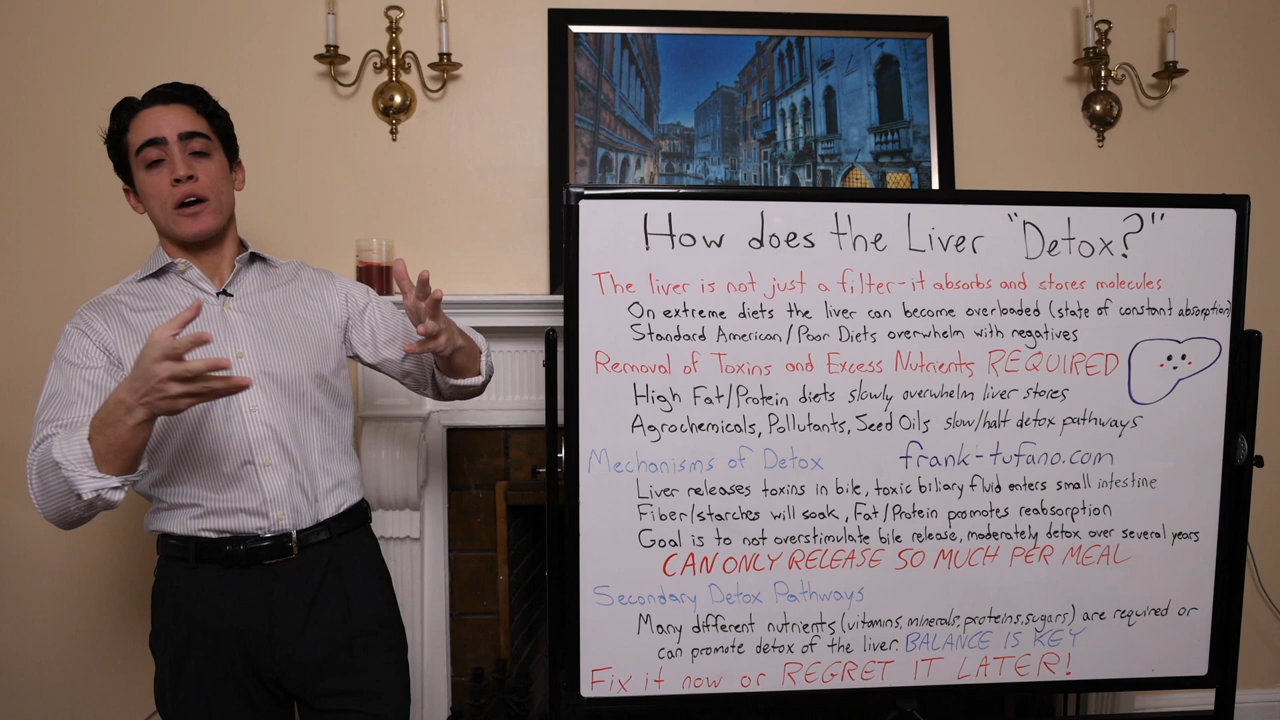 How does the Liver "Detox?"
The liver is not just a filter-it absorbs and stores molecules
On extreme diets the liver can become overloaded (state of constant absorption)
Standard American/Poor Diets overwhelm with negatives
Removal of Toxins and Excess Nutrients REQUIRED
High Fat/Protein diets slowly overwhelm liver stores
Agrochemicals, Pollutants, Seed Oils slow/halt detox pathways
Mechanisms of Detox frank-tufano.com
Liver releases toxins in bile, toxic biliary fluid enters small intestine
Fiber/starches will soak, Fat/Protein promotes reabsorption
Goal is to not overstimulate bile release, moderately detox over several years
CAN ONLY RELEASE SO MUCH PER MEAL
Secondary Detox Pathways
Many different nutrients (vitamins, minerals, proteins, sugars) are required or
can promote detox of the liver. BALANCE IS KEY
Fix it now or REGRET IT LATER!